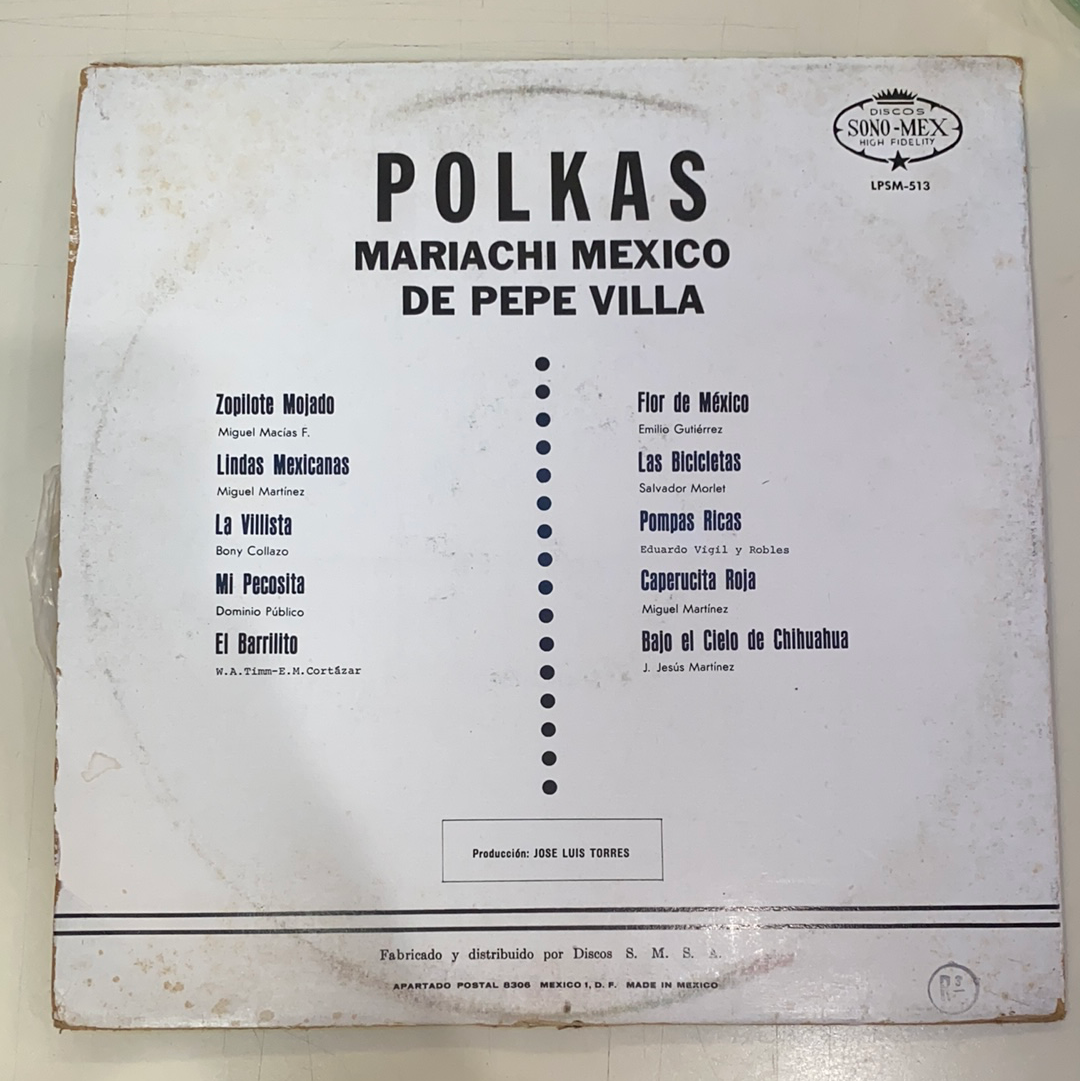 DISCOS
SONO-MEX
HIGH FIDELITY
LPSM-513
POLKAS
MARIACHI MEXICO
DE PEPE VILLA
Zopilote Mojado
Miguel Macías F.
Lindas Mexicanas
Miguel Martínez
La Villista
Bony Collazo
Mi Pecosita
Dominio Público
El Barrilito
W.A.Timm-E.M.Cortázar
Flor de México
Emilio Gutiérrez
Las Bicicletas
Salvador Morlet
Pompas Ricas
Eduardo Vigil y Robles
Caperucita Roja
Miguel Martínez
Bajo el Cielo de Chihuahua
J. Jesús Martínez
Producción: JOSE LUIS TORRES
Fabricado y distribuido por Discos S. M. S. A.
APARTADO POSTAL 8306 MEXICO 1, D. F. MADE IN MEXICO